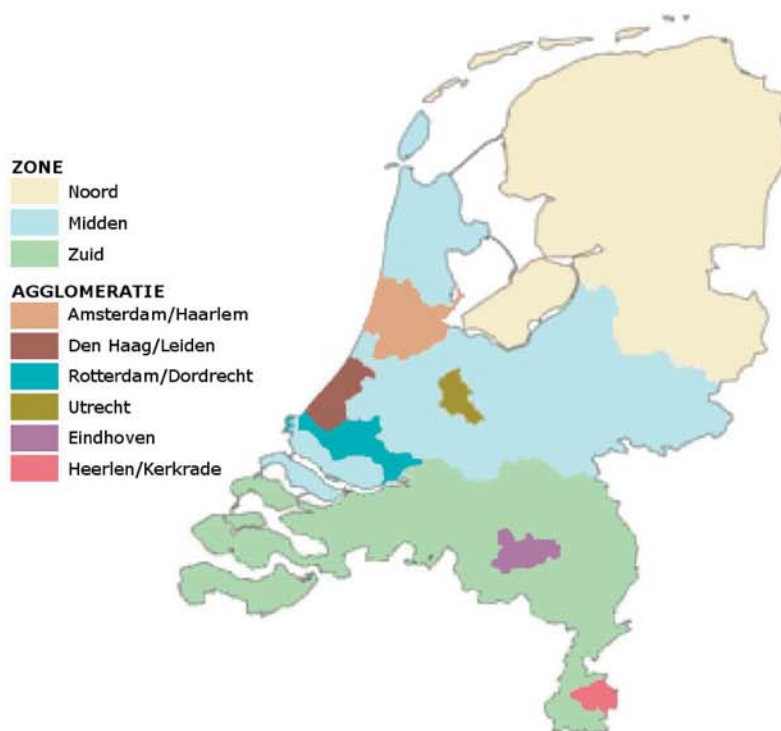 ZONE
Noord
Midden
Zuid
AGGLOMERATIE
Amsterdam/Haarlem
Den Haag/Leiden
Rotterdam/Dordrecht
Utrecht
Eindhoven
Heerlen/Kerkrade